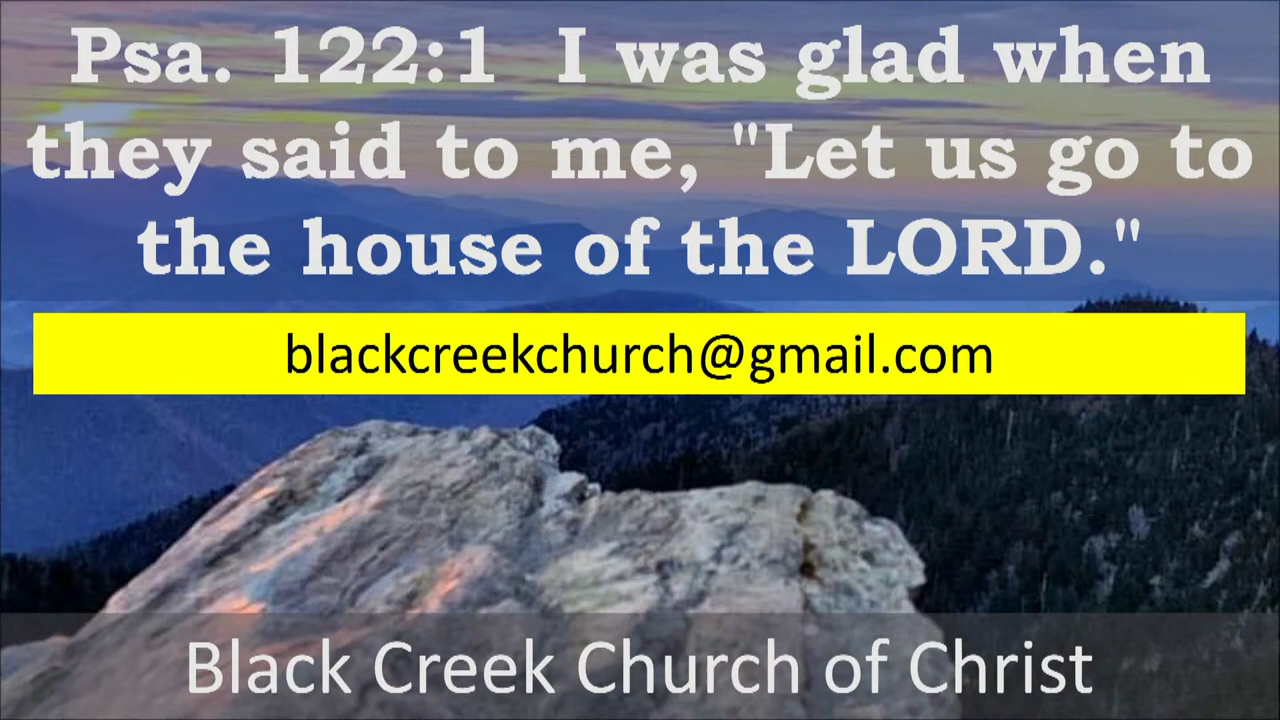 Psa. 122:1  I was glad when
they said to me, "Let us go to
the house of the LORD."
blackcreekchurch@gmail.com
Black Creek Church of Christ